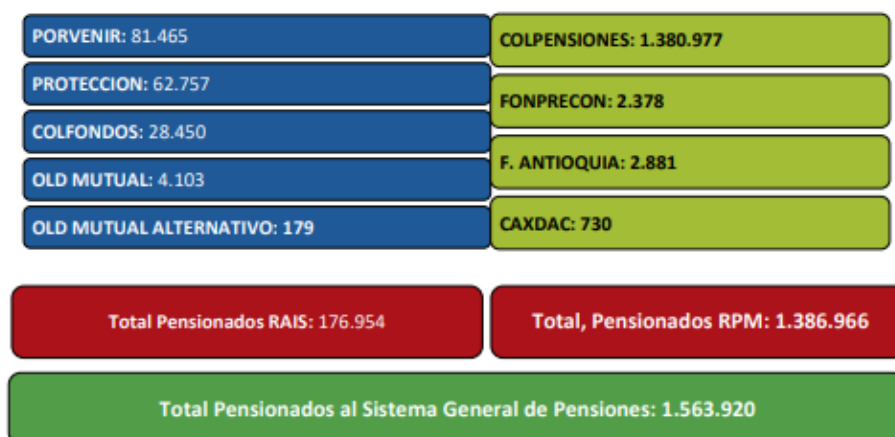 PORVENIR: 81.465
PROTECCION: 62.757
COLFONDOS: 28.450
OLD MUTUAL: 4.103
OLD MUTUAL ALTERNATIVO: 179
COLPENSIONES: 1.380.977
FONPRECON: 2.378
F. ANTIOQUIA: 2.881
CAXDAC: 730
Total Pensionados RAIS: 176.954
Total, Pensionados RPM: 1.386.966
Total Pensionados al Sistema General de Pensiones: 1.563.920